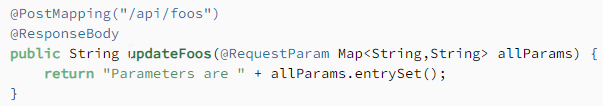 @PostMapping("/api/foos")
@ResponseBody
public String updateFoos(@RequestParam Map<String,String> allParams) {
    return "Parameters are " + allParams.entrySet();
}